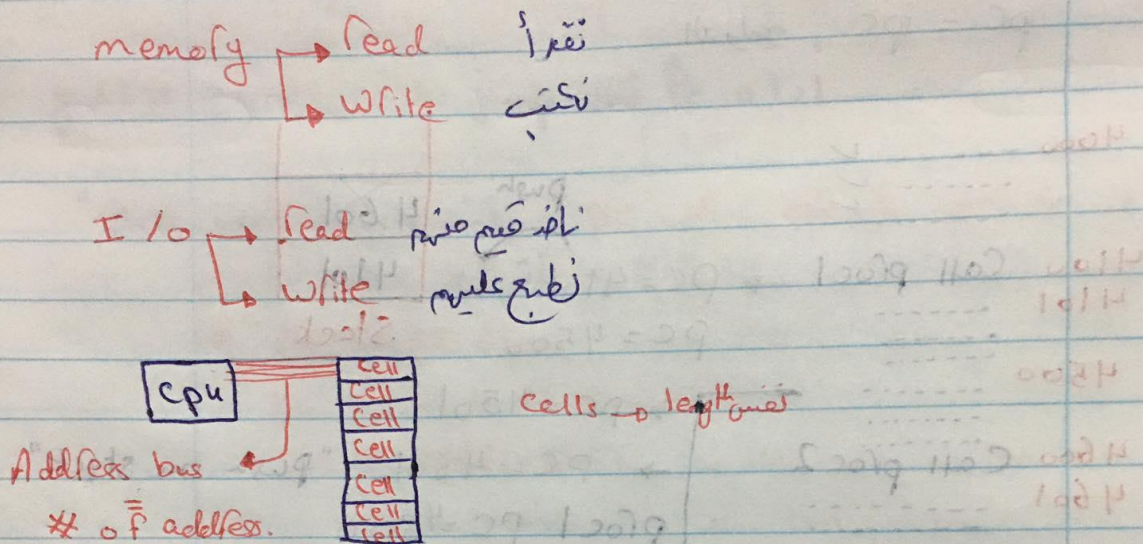 memory → read نقرأ
→ write نكتب
I/O → read ناخذ قيم منهم
→ write نطبع عليهم
cpu
cell
cell
cell
cell
cell
cell
cell
cells → length نفس
Address bus
# of address.